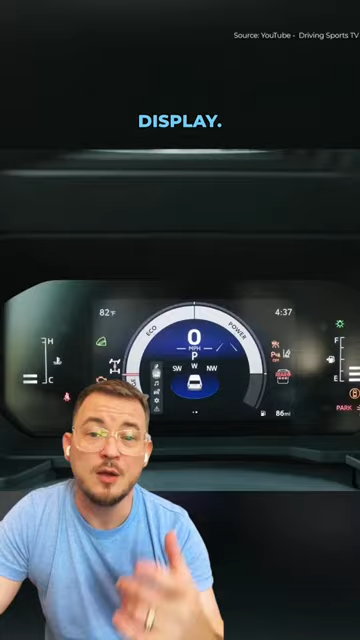 Source: YouTube - Driving Sports TV
DISPLAY.
82°F
4:37
H
C
ECO
POWER
0
MPH
P
SW W NW
F
E
86mi
PARK